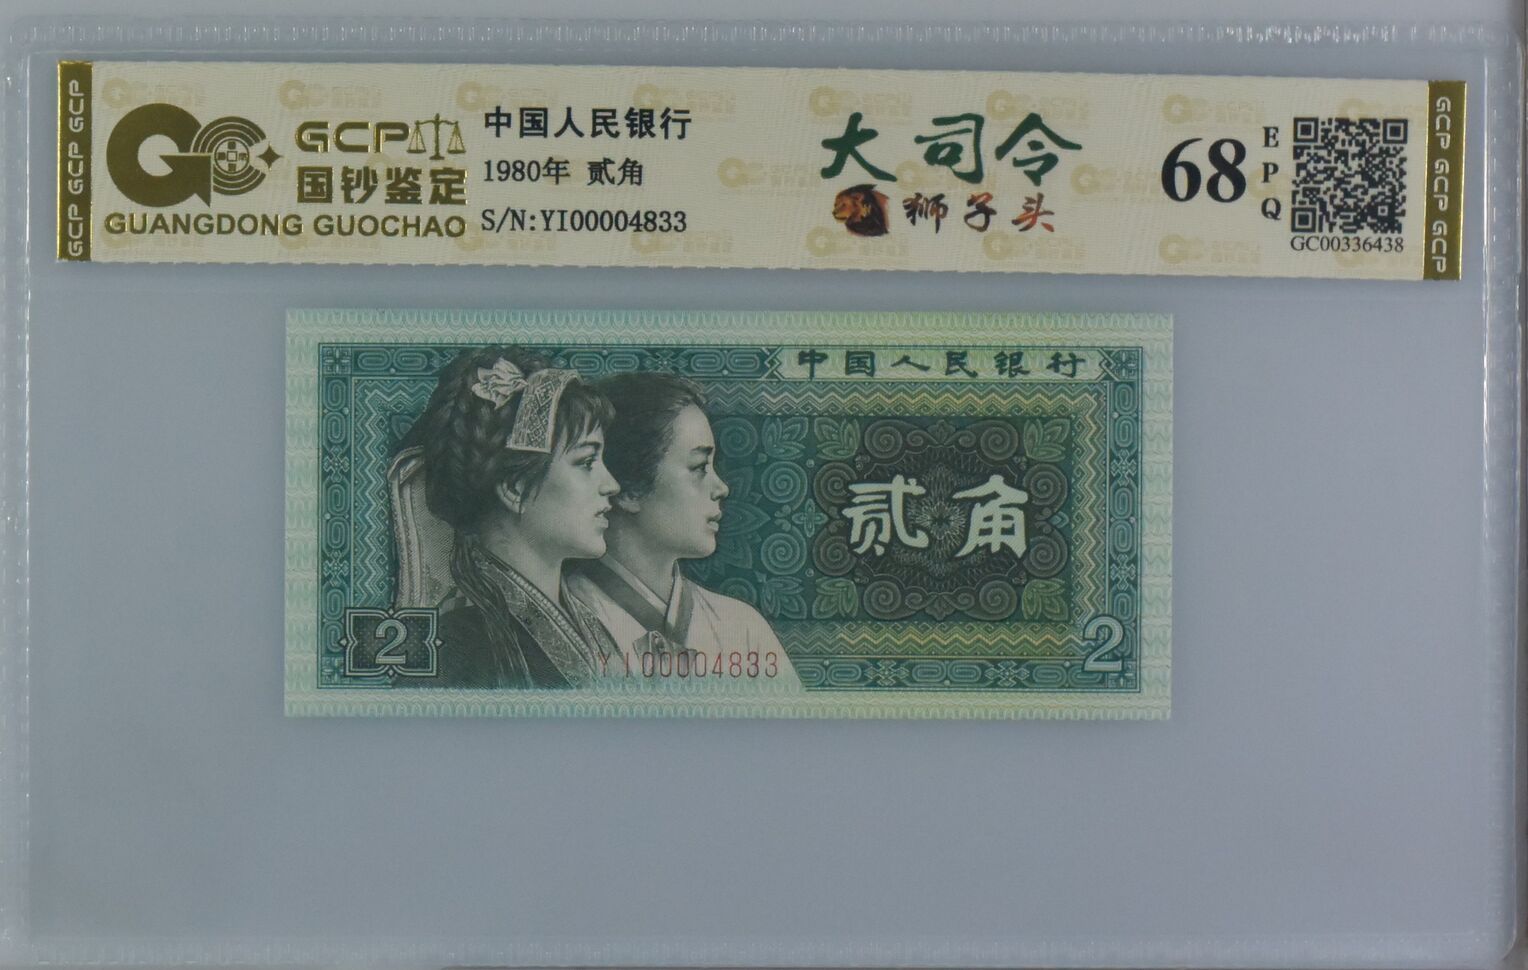 GCP GCP GCP
GCP
国钞鉴定
GUANGDONG GUOCHAO
中国人民银行
1980年 贰角
S/N:YI00004833
大司令
狮子头
68
EPQ
GC00336438
GCP GCP GCP
中国人民银行
贰角
2
YI00004833
2